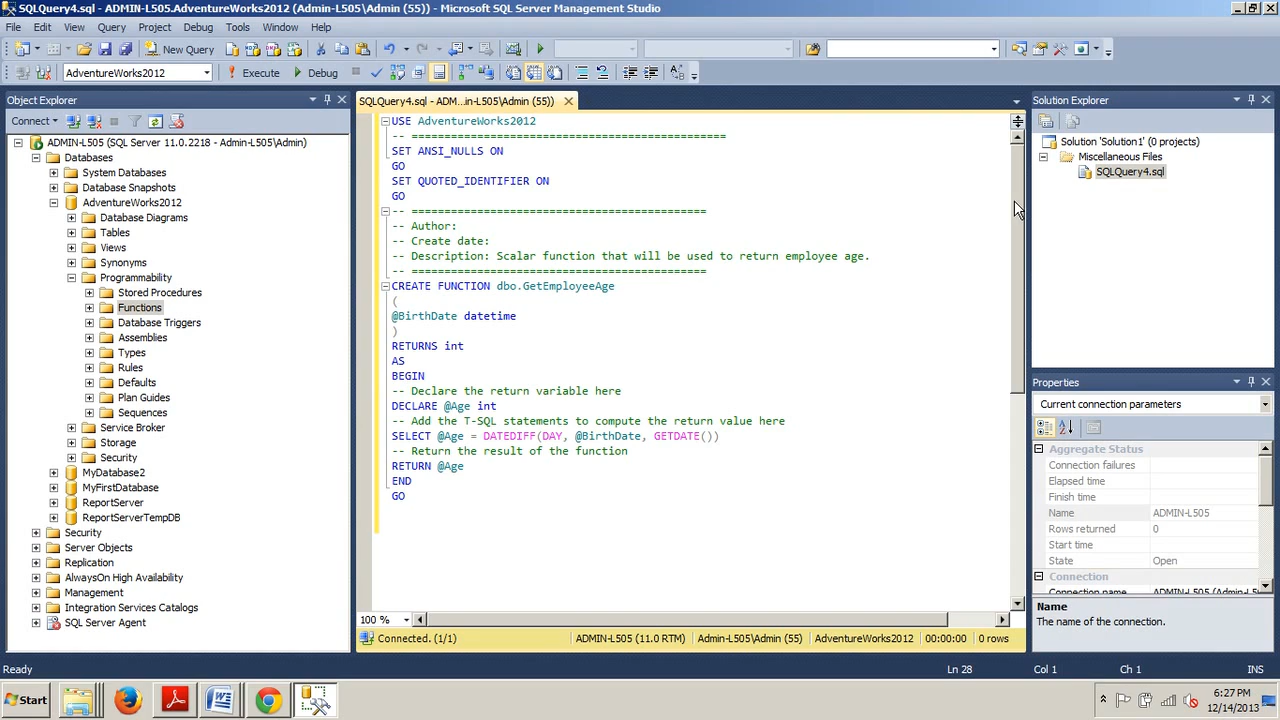 SQLQuery4.sql - ADMIN-L505.AdventureWorks2012 (Admin-L505\Admin (55)) - Microsoft SQL Server Management Studio
File Edit View Query Project Debug Tools Window Help
New Query
AdventureWorks2012 Execute Debug
Object Explorer
Connect
ADMIN-L505 (SQL Server 11.0.2218 - Admin-L505\Admin)
Databases
System Databases
Database Snapshots
AdventureWorks2012
Database Diagrams
Tables
Views
Synonyms
Programmability
Stored Procedures
Functions
Database Triggers
Assemblies
Types
Rules
Defaults
Plan Guides
Sequences
Service Broker
Storage
Security
MyDatabase2
MyFirstDatabase
ReportServer
ReportServerTempDB
Security
Server Objects
Replication
AlwaysOn High Availability
Management
Integration Services Catalogs
SQL Server Agent
SQLQuery4.sql - ADM...in-L505\Admin (55))
USE AdventureWorks2012
-- ================================================
SET ANSI_NULLS ON
GO
SET QUOTED_IDENTIFIER ON
GO
-- =============================================
-- Author:
-- Create date:
-- Description: Scalar function that will be used to return employee age.
-- =============================================
CREATE FUNCTION dbo.GetEmployeeAge
(
@BirthDate datetime
)
RETURNS int
AS
BEGIN
-- Declare the return variable here
DECLARE @Age int
-- Add the T-SQL statements to compute the return value here
SELECT @Age = DATEDIFF(DAY, @BirthDate, GETDATE())
-- Return the result of the function
RETURN @Age
END
GO
100 %
Connected. (1/1) ADMIN-L505 (11.0 RTM) Admin-L505\Admin (55) AdventureWorks2012 00:00:00 0 rows
Solution Explorer
Solution 'Solution1' (0 projects)
Miscellaneous Files
SQLQuery4.sql
Properties
Current connection parameters
Aggregate Status
Connection failures
Elapsed time
Finish time
Name ADMIN-L505
Rows returned 0
Start time
State Open
Connection
Connection name ADMIN-L505 (Admin-L5
Name
The name of the connection.
Ready Ln 28 Col 1 Ch 1 INS
Start
6:27 PM
12/14/2013